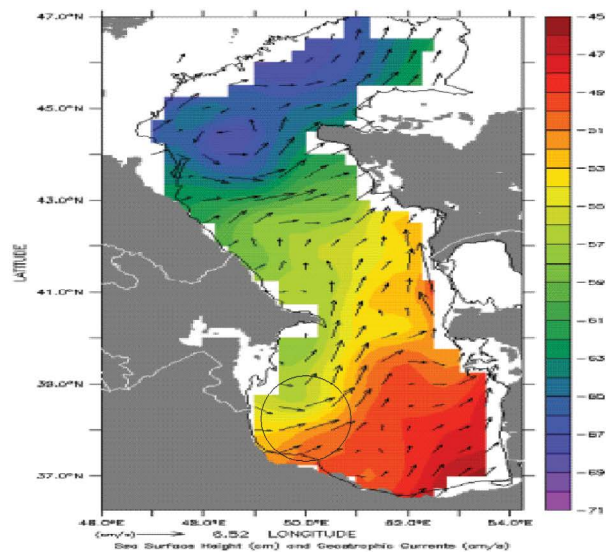 47.0°N
45.0°N
43.0°N
41.0°N
39.0°N
37.0°N
LATITUDE
46.0°E
48.0°E
50.0°E
52.0°E
54.0°E
(cm/s) 6.52 LONGITUDE
Sea Surface Height (cm) and Geostrophic Currents (cm/s)
-45
-47
-49
-51
-53
-55
-57
-59
-61
-63
-65
-67
-69
-71